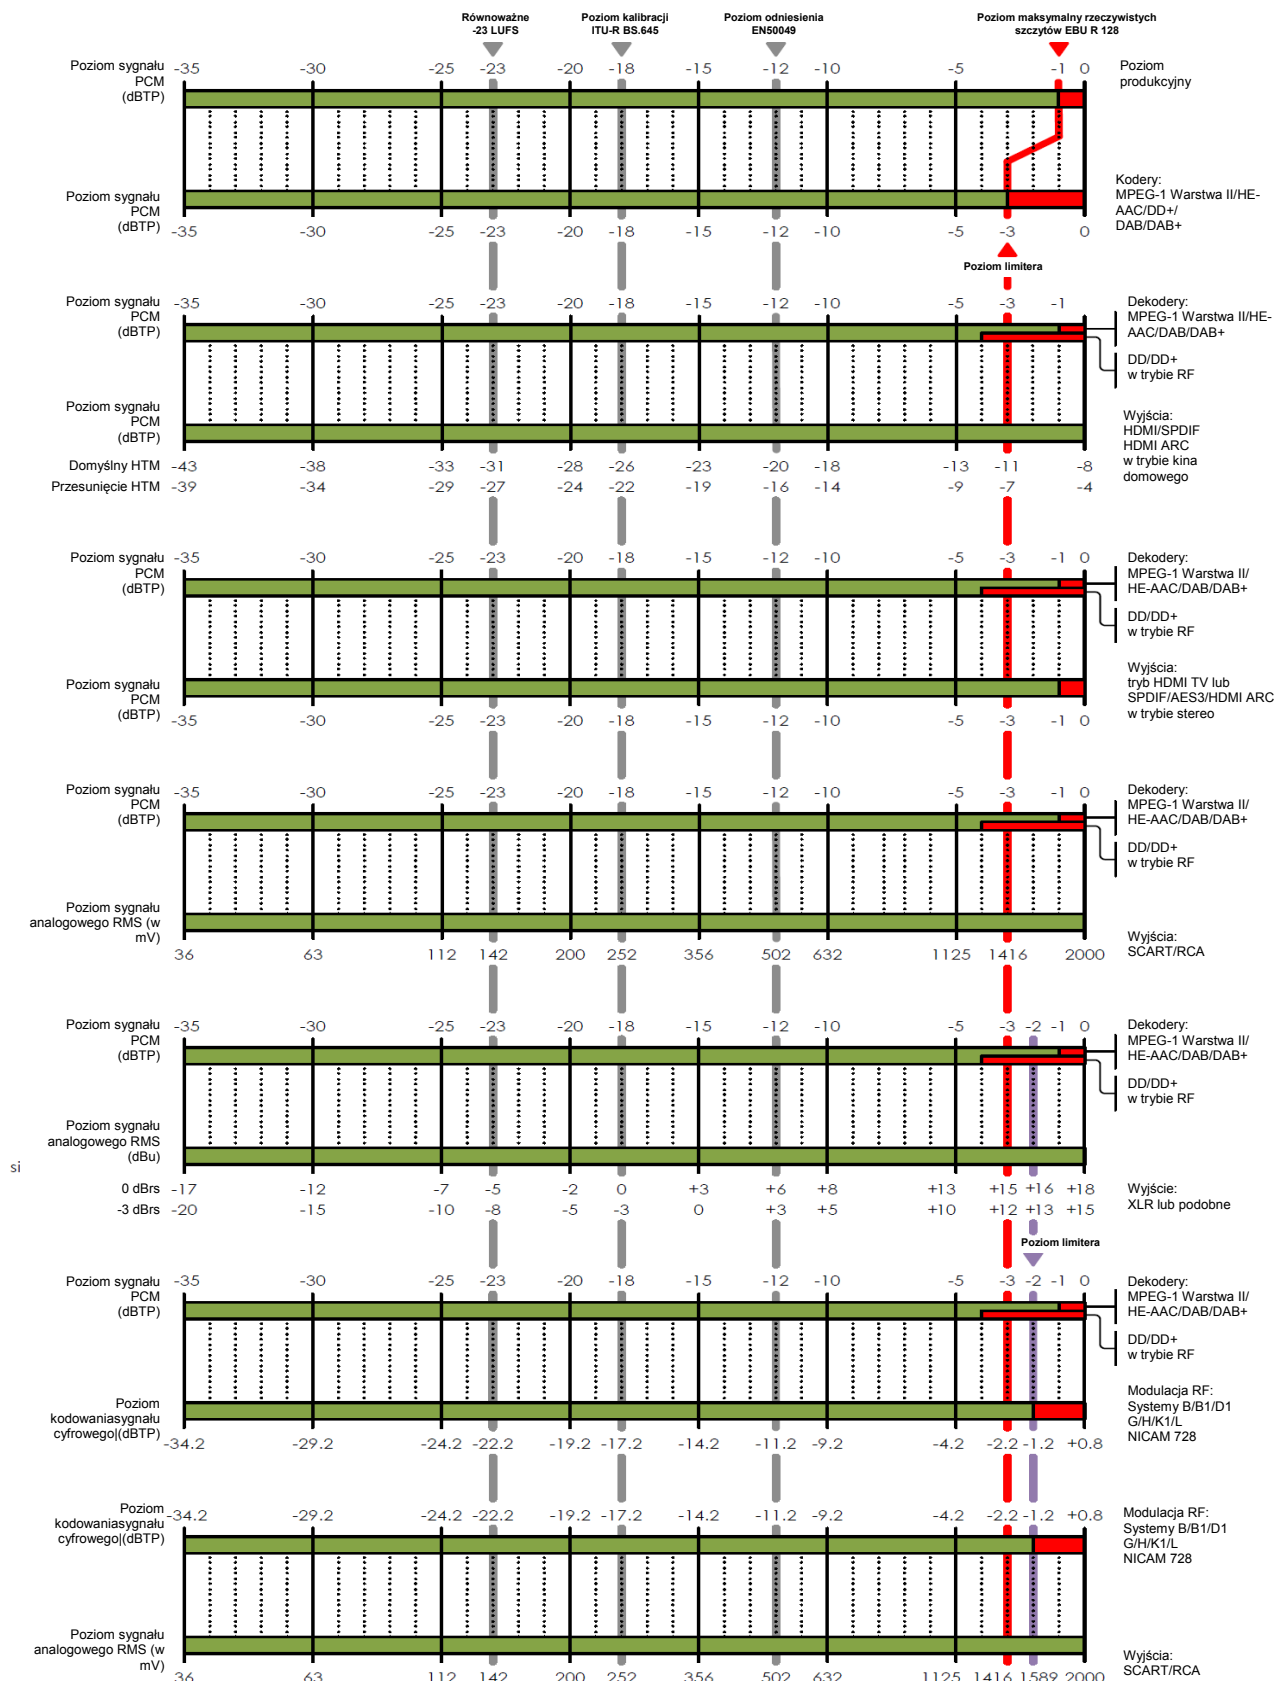 Równoważne
-23 LUFS
Poziom kalibracji
ITU-R BS.645
Poziom odniesienia
EN50049
Poziom maksymalny rzeczywistych
szczytów EBU R 128
Poziom sygnału
PCM
(dBTP)
-35 -30 -25 -23 -20 -18 -15 -12 -10 -5 -1 0
Poziom
produkcyjny
Poziom sygnału
PCM
(dBTP)
-35 -30 -25 -23 -20 -18 -15 -12 -10 -5 -3 0
Kodery:
MPEG-1 Warstwa II/HE-
AAC/DD+/
DAB/DAB+
Poziom limitera
Poziom sygnału
PCM
(dBTP)
-35 -30 -25 -23 -20 -18 -15 -12 -10 -5 -3 -1
Dekodery:
MPEG-1 Warstwa II/HE-
AAC/DAB/DAB+
DD/DD+
w trybie RF
Poziom sygnału
PCM
(dBTP)
Wyjścia:
HDMI/SPDIF
HDMI ARC
w trybie kina
domowego
Domyślny HTM -43 -38 -33 -31 -28 -26 -23 -20 -18 -13 -11 -8
Przesunięcie HTM -39 -34 -29 -27 -24 -22 -19 -16 -14 -9 -7 -4
Poziom sygnału
PCM
(dBTP)
-35 -30 -25 -23 -20 -18 -15 -12 -10 -5 -3 -1 0
Dekodery:
MPEG-1 Warstwa II/
HE-AAC/DAB/DAB+
DD/DD+
w trybie RF
Poziom sygnału
PCM
(dBTP)
-35 -30 -25 -23 -20 -18 -15 -12 -10 -5 -3 -1 0
Wyjścia:
tryb HDMI TV lub
SPDIF/AES3/HDMI ARC
w trybie stereo
Poziom sygnału
PCM
(dBTP)
-35 -30 -25 -23 -20 -18 -15 -12 -10 -5 -3 -1 0
Dekodery:
MPEG-1 Warstwa II/
HE-AAC/DAB/DAB+
DD/DD+
w trybie RF
Poziom sygnału
analogowego RMS (w
mV)
36 63 112 142 200 252 356 502 632 1125 1416 2000
Wyjścia:
SCART/RCA
Poziom sygnału
PCM
(dBTP)
-35 -30 -25 -23 -20 -18 -15 -12 -10 -5 -3 -2 -1 0
Dekodery:
MPEG-1 Warstwa II/
HE-AAC/DAB/DAB+
DD/DD+
w trybie RF
Poziom sygnału
analogowego RMS
(dBu)
si
0 dBrs -17 -12 -7 -5 -2 0 +3 +6 +8 +13 +15 +16 +18
-3 dBrs -20 -15 -10 -8 -5 -3 0 +3 +5 +10 +12 +13 +15
Wyjście:
XLR lub podobne
Poziom limitera
Poziom sygnału
PCM
(dBTP)
-35 -30 -25 -23 -20 -18 -15 -12 -10 -5 -3 -2 -1 0
Dekodery:
MPEG-1 Warstwa II/
HE-AAC/DAB/DAB+
DD/DD+
w trybie RF
Poziom
kodowaniasygnału
cyfrowego|(dBTP)
-34.2 -29.2 -24.2 -22.2 -19.2 -17.2 -14.2 -11.2 -9.2 -4.2 -2.2 -1.2 +0.8
Modulacja RF:
Systemy B/B1/D1
G/H/K1/L
NICAM 728
Poziom
kodowaniasygnału
cyfrowego|(dBTP)
-34.2 -29.2 -24.2 -22.2 -19.2 -17.2 -14.2 -11.2 -9.2 -4.2 -2.2 -1.2 +0.8
Modulacja RF:
Systemy B/B1/D1
G/H/K1/L
NICAM 728
Poziom sygnału
analogowego RMS (w
mV)
36 63 112 142 200 252 356 502 632 1125 1416 1589 2000
Wyjścia:
SCART/RCA